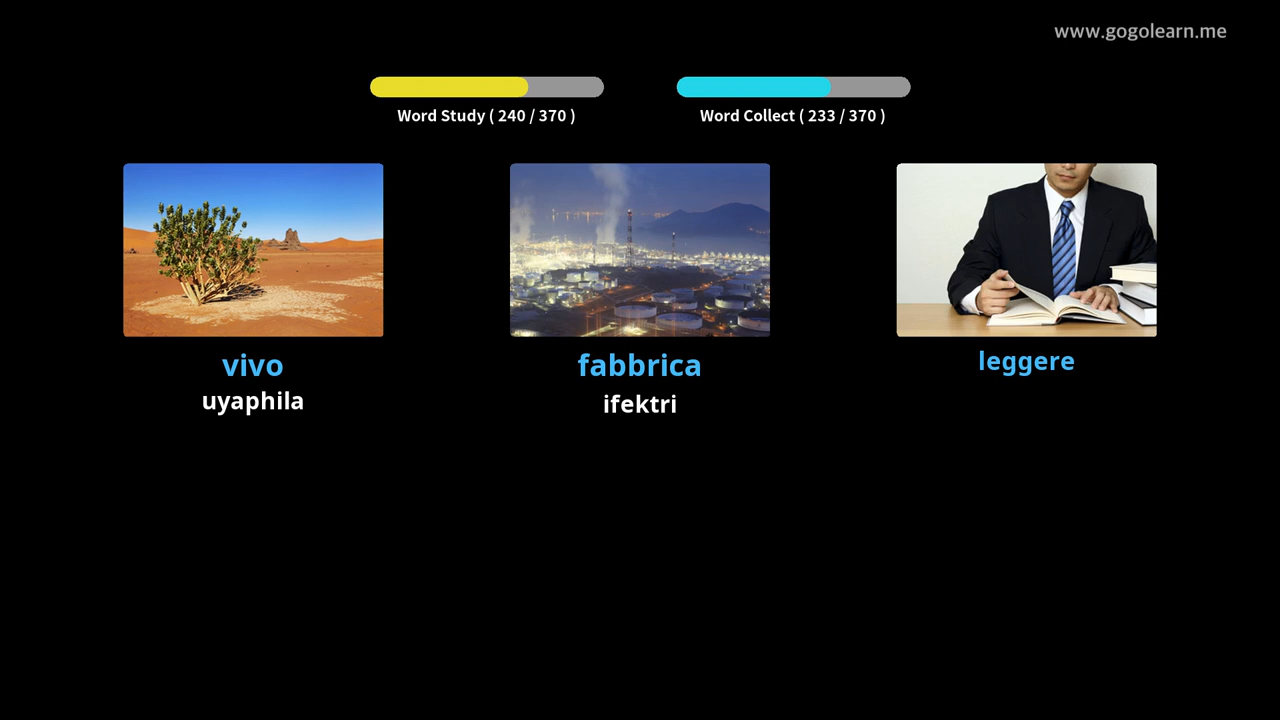 www.gogolearn.me
Word Study ( 240 / 370 )
Word Collect ( 233 / 370 )
vivo
uyaphila
fabbrica
ifektri
leggere